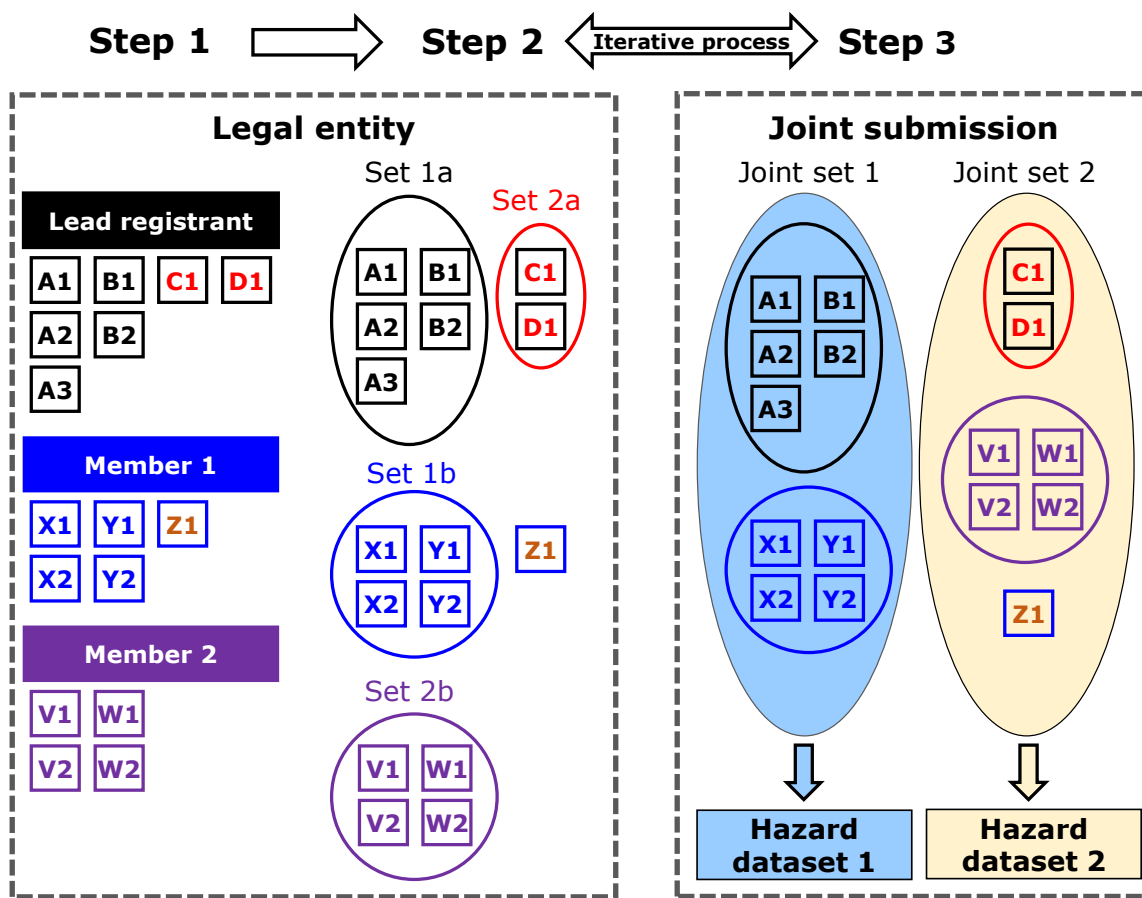 Step 1
Step 2
Iterative process
Step 3
Legal entity
Set 1a
Set 2a
Lead registrant
A1 B1 C1 D1
A2 B2
A3
A1 B1
A2 B2
A3
C1
D1
Member 1
X1 Y1 Z1
X2 Y2
Set 1b
X1 Y1
X2 Y2
Z1
Member 2
V1 W1
V2 W2
Set 2b
V1 W1
V2 W2
Joint submission
Joint set 1
A1 B1
A2 B2
A3
X1 Y1
X2 Y2
Hazard
dataset 1
Joint set 2
C1
D1
V1 W1
V2 W2
Z1
Hazard
dataset 2